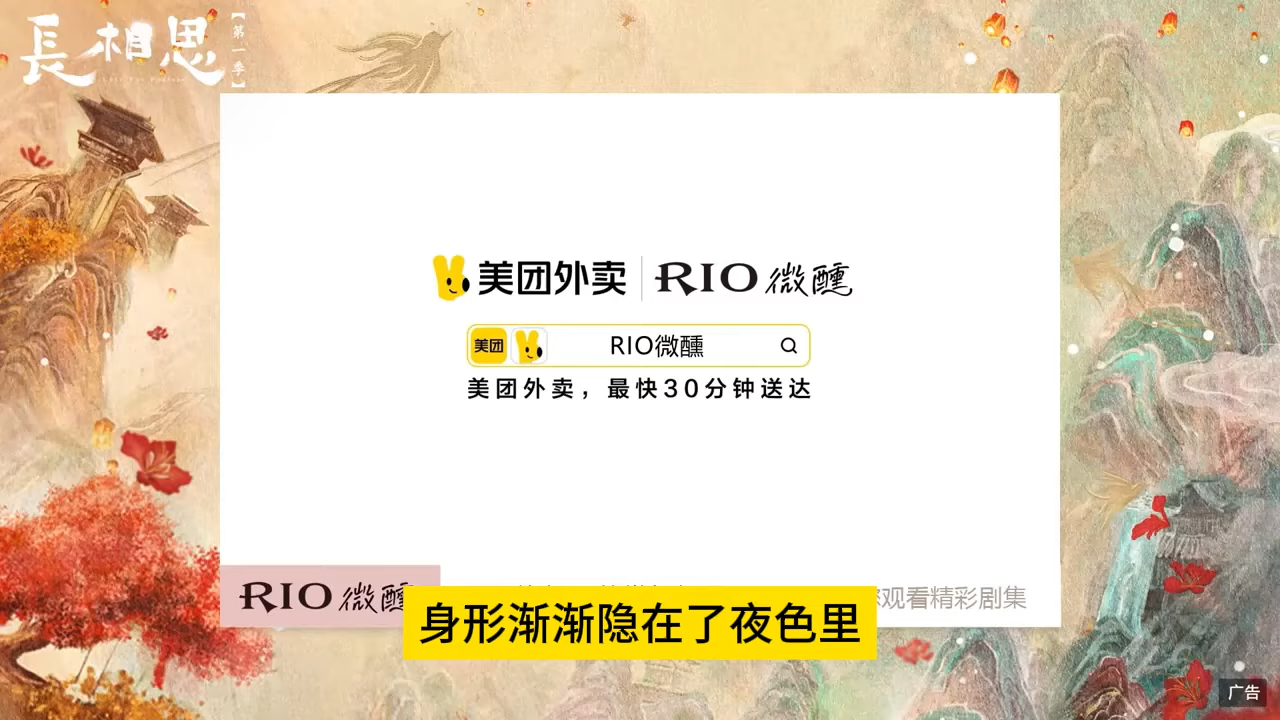 長相思
【第一季】
美团外卖 RIO微醺
美团 RIO微醺
美团外卖，最快30分钟送达
RIO微醺
观看精彩剧集
身形渐渐隐在了夜色里
广告